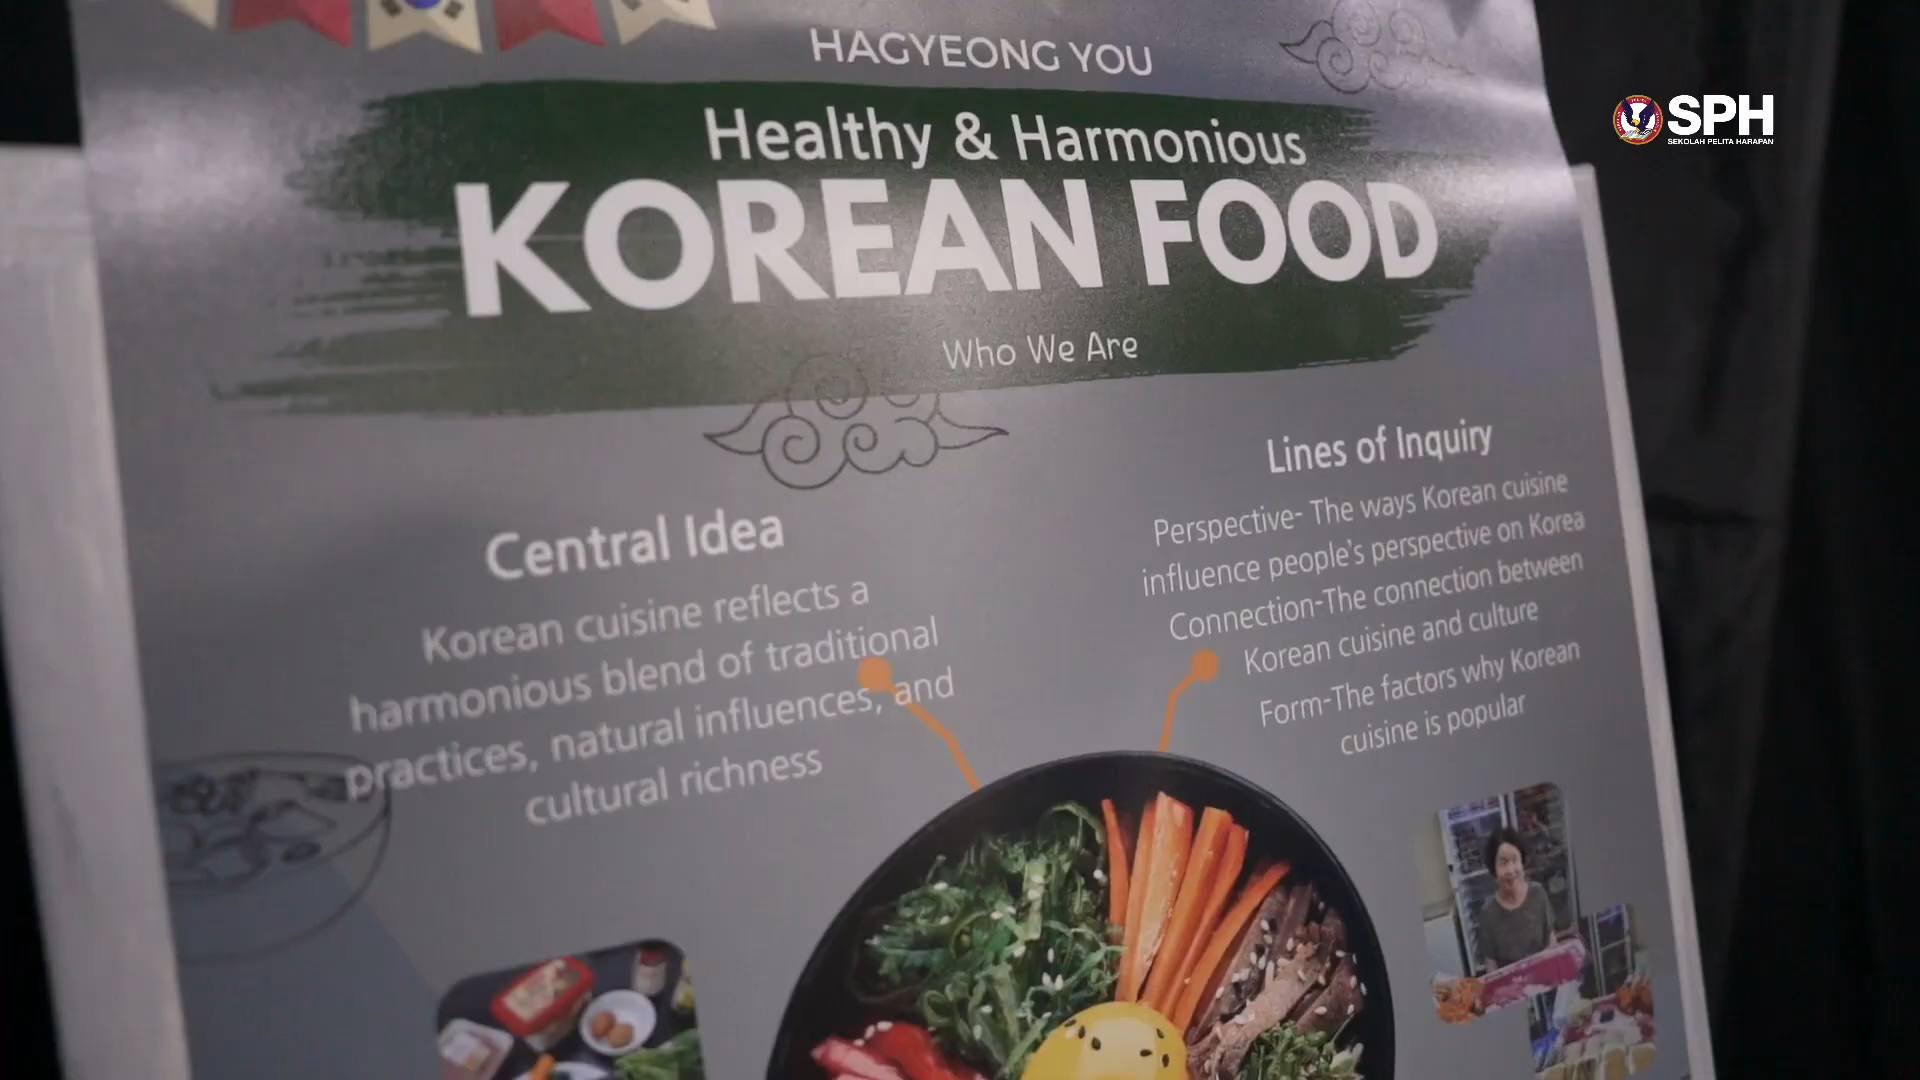 HAGYEONG YOU
SPH
SEKOLAH PELITA HARAPAN
Healthy & Harmonious
KOREAN FOOD
Who We Are
Central Idea
Korean cuisine reflects a
harmonious blend of traditional
practices, natural influences, and
cultural richness
Lines of Inquiry
Perspective- The ways Korean cuisine
influence people's perspective on Korea
Connection-The connection between
Korean cuisine and culture
Form-The factors why Korean
cuisine is popular